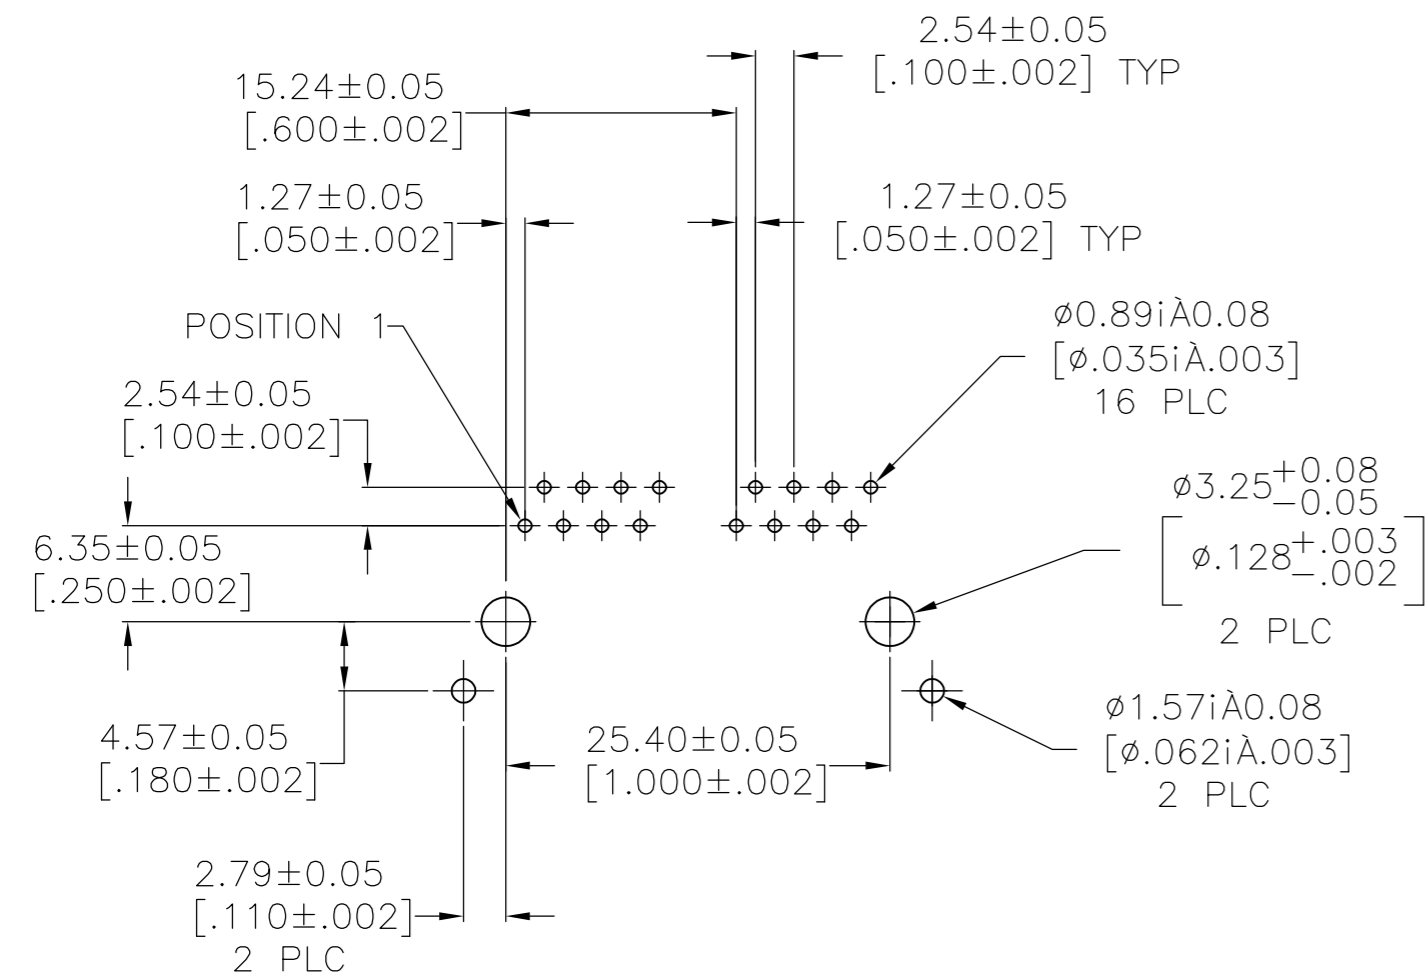 2.54±0.05
[.100±.002] TYP
15.24±0.05
[.600±.002]
1.27±0.05
[.050±.002]
1.27±0.05
[.050±.002] TYP
POSITION 1
ø0.89iÀ0.08
[ø.035iÀ.003]
16 PLC
2.54±0.05
[.100±.002]
ø3.25+0.08
-0.05
[ø.128+.003
-.002]
2 PLC
6.35±0.05
[.250±.002]
4.57±0.05
[.180±.002]
25.40±0.05
[1.000±.002]
ø1.57iÀ0.08
[ø.062iÀ.003]
2 PLC
2.79±0.05
[.110±.002]
2 PLC